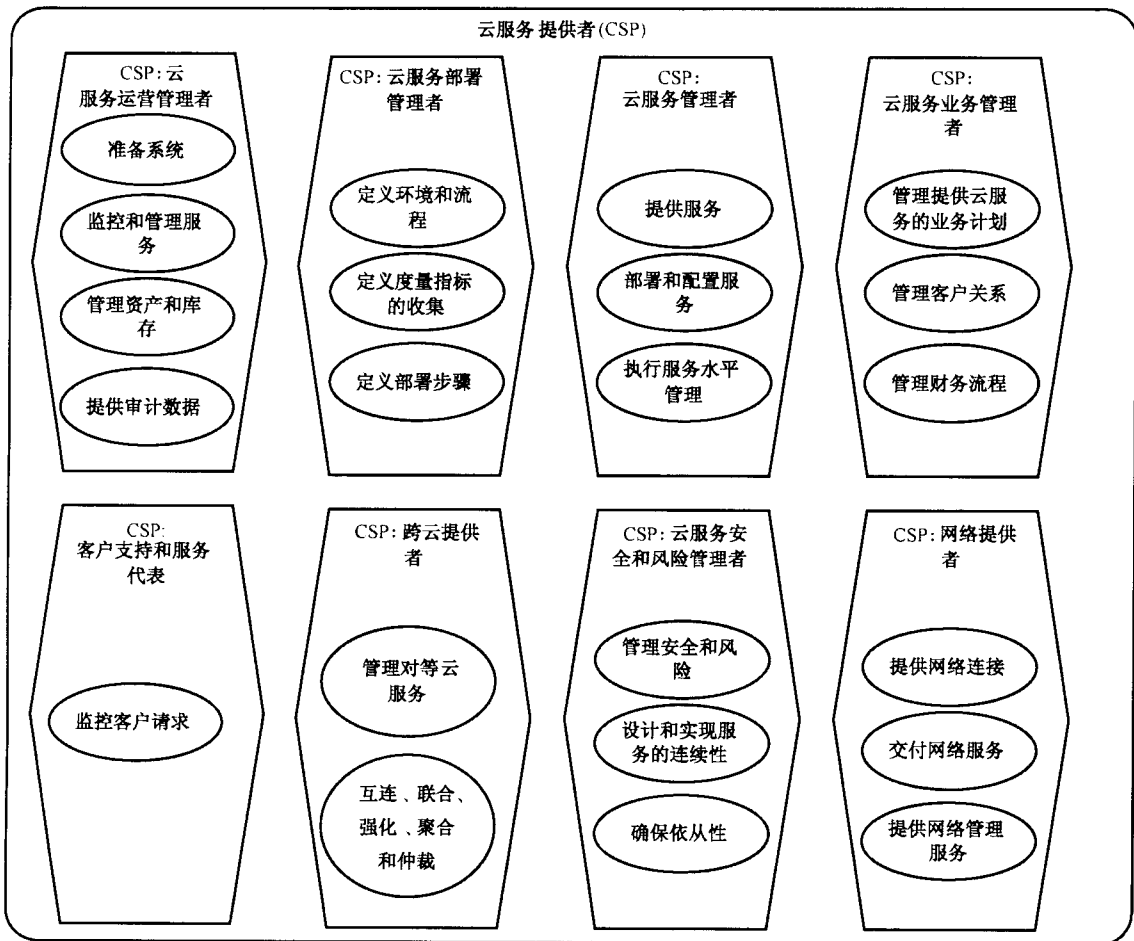 云服务提供者(CSP)
CSP:云
服务运营管理者
准备系统
监控和管理服
务
管理资产和库
存
提供审计数据
CSP:云服务部署
管理者
定义环境和流
程
定义度量指标
的收集
定义部署步骤
CSP:
云服务管理者
提供服务
部署和配置服
务
执行服务水平
管理
CSP:
云服务业务管理
者
管理提供云服
务的业务计划
管理客户关系
管理财务流程
CSP:
客户支持和服务
代表
监控客户请求
CSP:跨云提供
者
管理对等云
服务
互连、联合、
强化、聚合
和仲裁
CSP:云服务安
全和风险管理者
管理安全和风
险
设计和实现服
务的连续性
确保依从性
CSP:网络提供
者
提供网络连接
交付网络服务
提供网络管理
服务